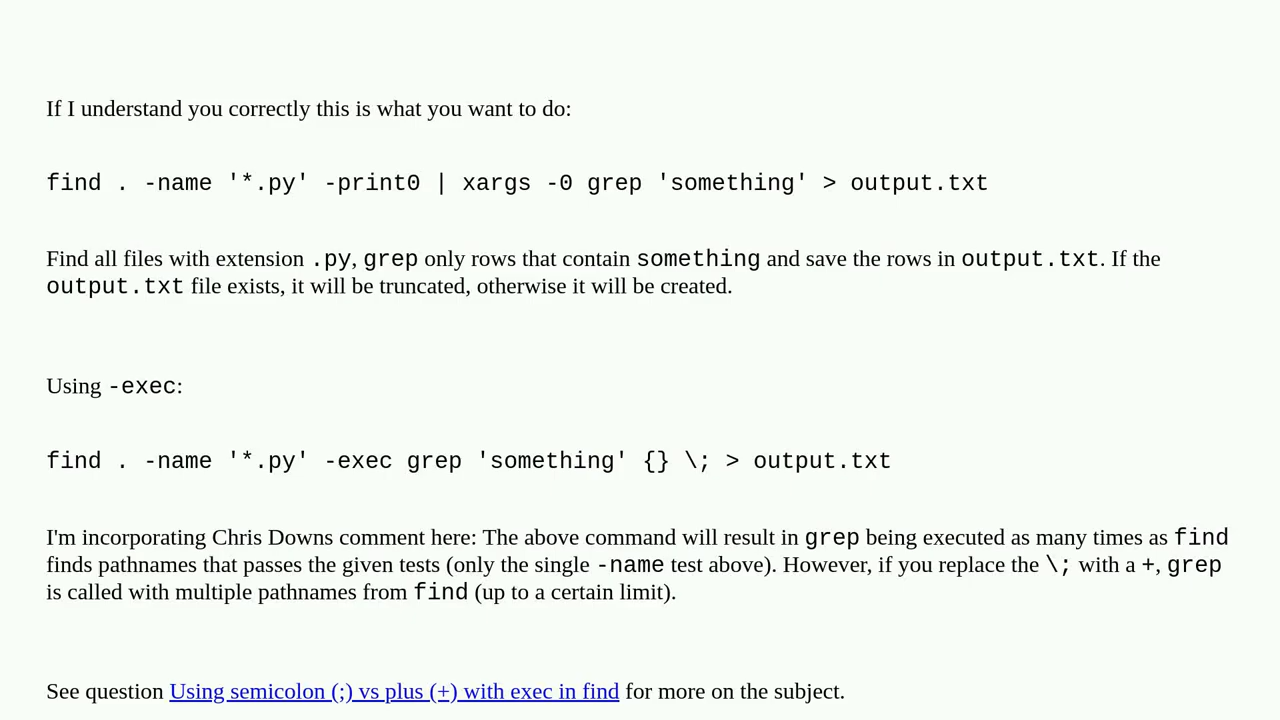 If I understand you correctly this is what you want to do:
find . -name '*.py' -print0 | xargs -0 grep 'something' > output.txt
Find all files with extension .py, grep only rows that contain something and save the rows in output.txt. If the
output.txt file exists, it will be truncated, otherwise it will be created.
Using -exec:
find . -name '*.py' -exec grep 'something' {} \; > output.txt
I'm incorporating Chris Downs comment here: The above command will result in grep being executed as many times as find
finds pathnames that passes the given tests (only the single -name test above). However, if you replace the \; with a +, grep
is called with multiple pathnames from find (up to a certain limit).
See question Using semicolon (;) vs plus (+) with exec in find for more on the subject.